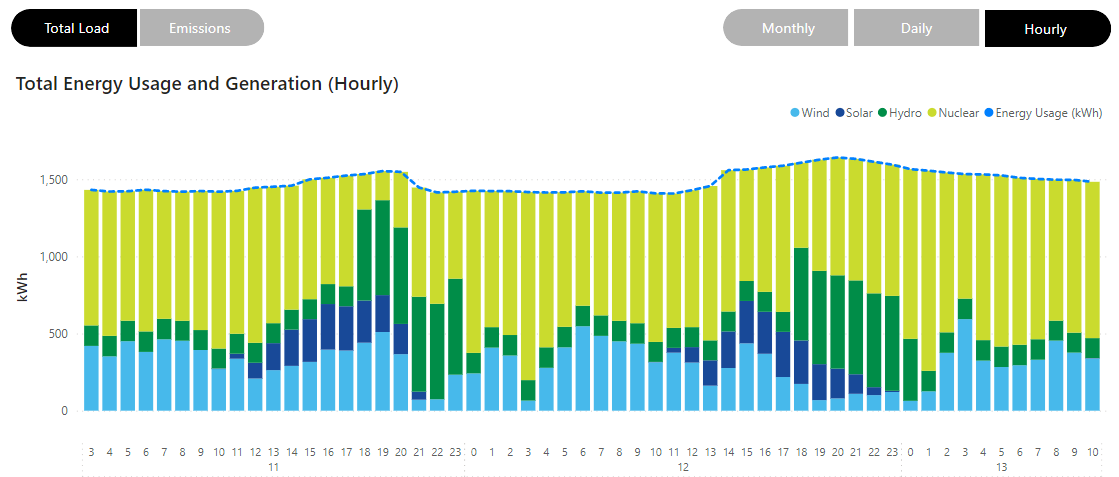 Total Load Emissions Monthly Daily Hourly
Total Energy Usage and Generation (Hourly)
Wind Solar Hydro Nuclear Energy Usage (kWh)
1,500
1,000
500
0
kWh
3 4 5 6 7 8 9 10 11 12 13 14 15 16 17 18 19 20 21 22 23 0 1 2 3 4 5 6 7 8 9 10 11 12 13 14 15 16 17 18 19 20 21 22 23 0 1 2 3 4 5 6 7 8 9 10
11 12 13